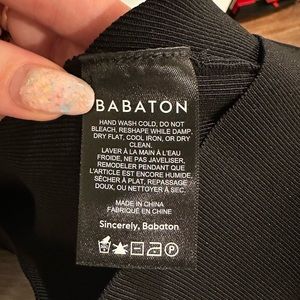 BABATON
HAND WASH COLD, DO NOT
BLEACH, RESHAPE WHILE DAMP,
DRY FLAT, COOL IRON, OR DRY
CLEAN.
LAVER À LA MAIN À L'EAU
FROIDE, NE PAS JAVELISER,
REMODELER PENDANT QUE
L'ARTICLE EST ENCORE HUMIDE,
SÉCHER À PLAT, REPASSAGE
DOUX, OU NETTOYER À SEC.
MADE IN CHINA
FABRIQUÉ EN CHINE
Sincerely, Babaton